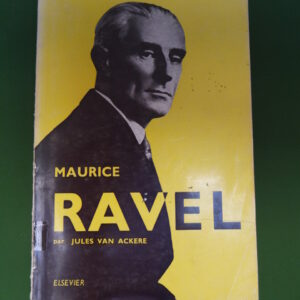 MAURICE
RAVEL
par JULES VAN ACKERE
ELSEVIER